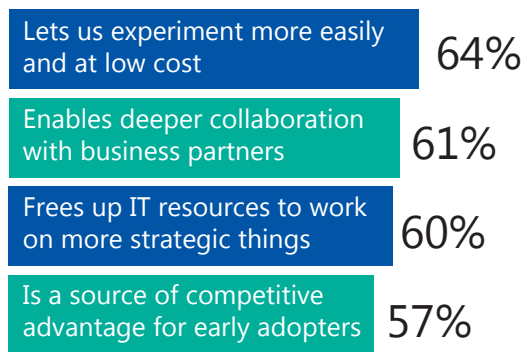 Lets us experiment more easily
and at low cost
64%
Enables deeper collaboration
with business partners
61%
Frees up IT resources to work
on more strategic things
60%
Is a source of competitive
advantage for early adopters
57%